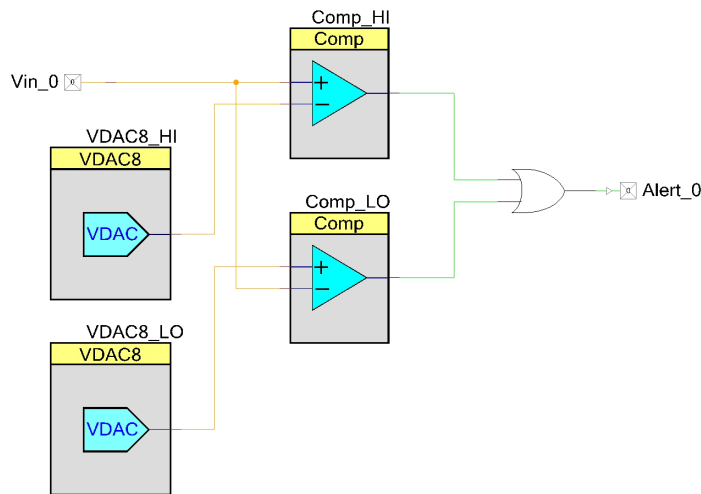 Comp_HI
Comp
Vin_0
+
−
VDAC8_HI
VDAC8
VDAC
Comp_LO
Comp
+
−
Alert_0
VDAC8_LO
VDAC8
VDAC